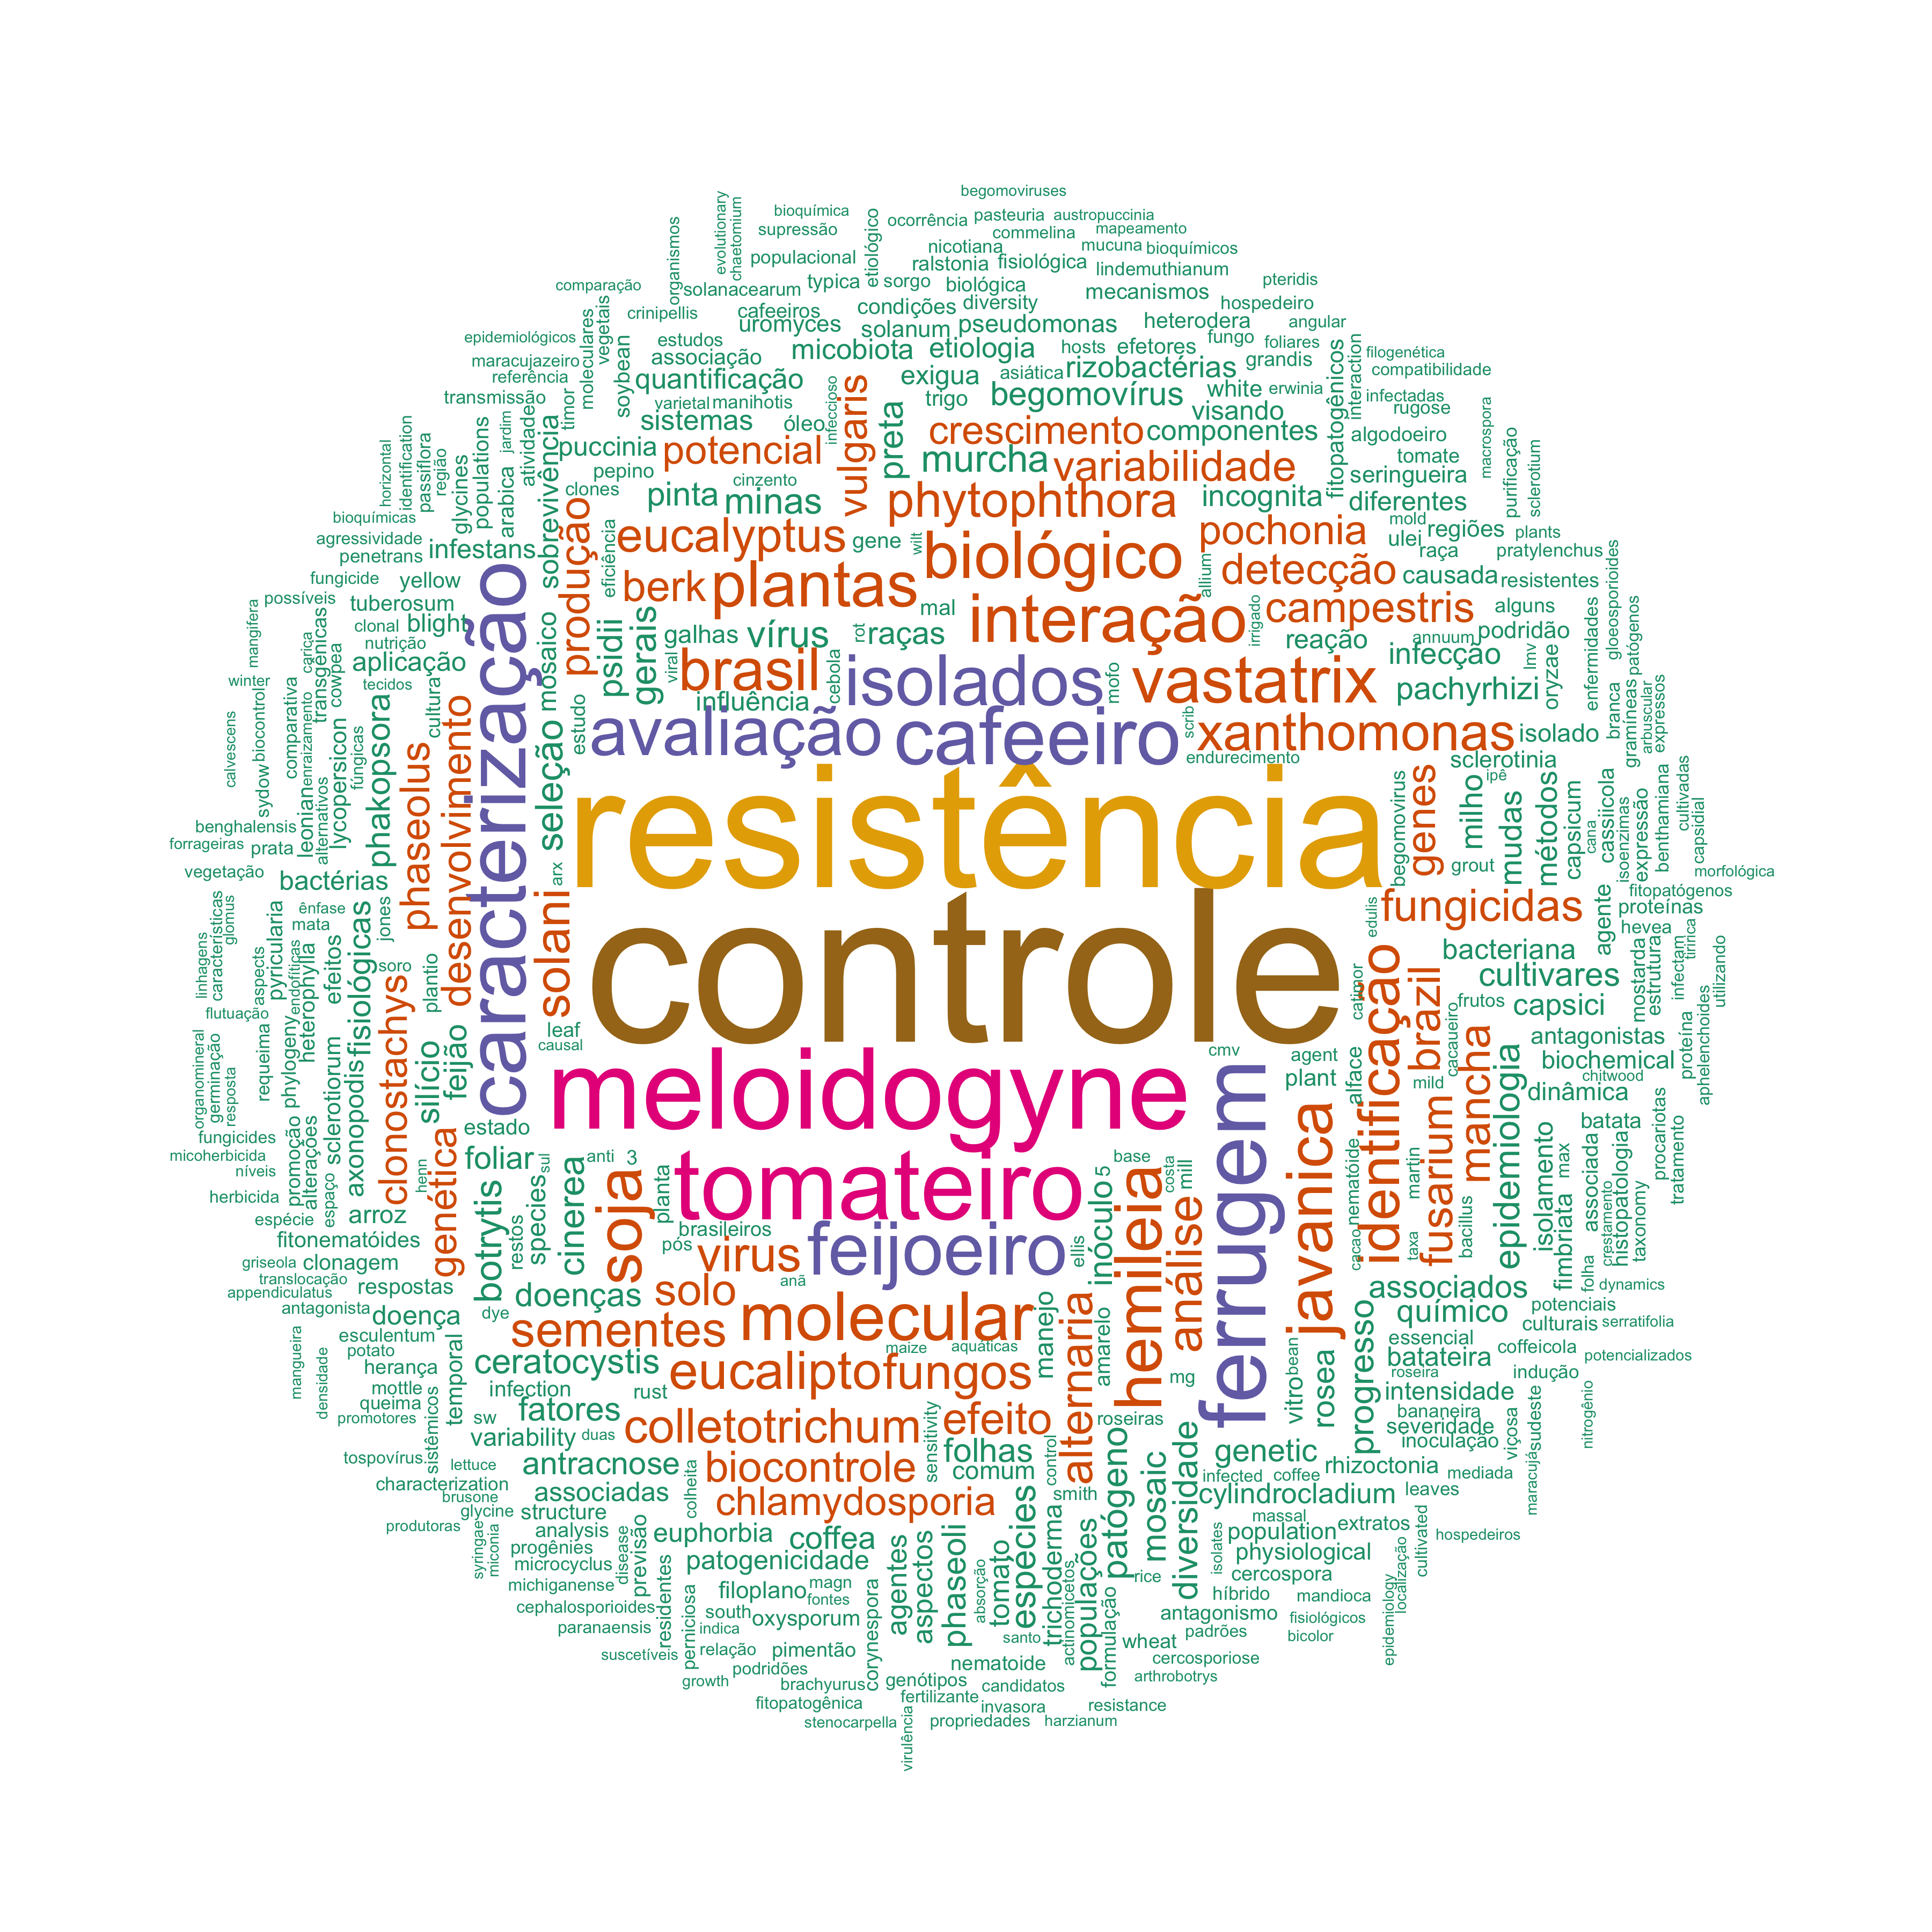 begomoviruses
bioquímica
ocorrência
pasteuria
austropuccinia
supressão
commelina
mapeamento
evolutionary
chaetomium
organismos
etiológico
nicotiana
mucuna
bioquímicos
populacional
ralstonia
fisiológica
lindemuthianum
comparação
solanacearum
typica
sorgo
biológica
mecanismos
pteridis
crinipellis
cafeeiros
condições
diversity
hospedeiro
epidemiológicos
moleculares
vegetais
uromyces
solanum
pseudomonas
heterodera
angular
estudos
micobiota
etiologia
hosts
efetores
fungo
foliares
maracujazeiro
associação
grandis
filogenética
referência
quantificação
exigua
asiática
rizobactérias
fitopatogênicos
interaction
compatibilidade
transmissão
soybean
varietal
manihotis
infeccioso
trigo
begomovírus
white
erwinia
infectadas
timor
sistemas
óleo
vulgaris
preta
visando
rugose
jardim
atividade
puccinia
potencial
crescimento
componentes
algodoeiro
macrospora
horizontal
identification
passiflora
região
glycines
populations
arabica
sobrevivência
pepino
murcha
variabilidade
tomate
purificação
sclerotium
clones
cinzento
seringueira
pinta
minas
phytophthora
incognita
diferentes
bioquímicas
produção
eucalyptus
gene
wilt
biológico
pochonia
mold
regiões
plants
agressividade
ulei
penetrans
infestans
eficiência
raça
pratylenchus
fungicide
yellow
berk
plantas
allium
detecção
causada
resistentes
gloeosporioides
possíveis
tuberosum
mal
interação
irrigado
campestris
alguns
clonal
blight
mosaico
psidii
gerais
galhas
vírus
rot
raças
reação
annuum
podridão
enfermidades
patógenos
mangifera
nutrição
transgênicas
carica
cowpea
aplicação
viral
brasil
cebola
isolados
mofo
vastatrix
infecção
lmv
oryzae
winter
tecidos
caracterização
influência
pachyrhizi
branca
gramíneas
arbuscular
expressos
calvescens
sydow
biocontrole
comparativa
enraizamento
lycopersicon
fúngicas
phakopsora
cultura
desenvolvimento
seleção
estudo
avaliação
cafeeiro
scrib
xanthomonas
isolado
endurecimento
sclerotinia
alternativos
leoniana
phaseolus
resistência
begomovirus
genes
milho
ipê
mudas
métodos
capsicum
cana
cassiicola
isoenzimas
expressão
benthamiana
cultivadas
capsidial
benghalensis
forrageiras
prata
grout
vegetação
bactérias
arx
morfológica
ênfase
mata
jones
solani
controle
edulis
fungicidas
agente
fitopatógenos
proteínas
linhagens
características
glomus
hevea
aspects
pyricularia
endofíticas
heterophylla
efeitos
fisiológicas
soro
plantio
catimor
identificação
brazil
bacteriana
mostarda
estrutura
infectam
tiririca
utilizando
cultivares
frutos
capsici
flutuação
clonostachys
leaf
causal
feijão
cacaueiro
mancha
antagonistas
organomineral
germinação
resposta
requeima
phylogeny
sclerotiorum
axonopodis
silício
meloidogyne
cmv
ferrugem
agent
plant
alface
mild
biochemical
chitwood
proteína
aphelenchoides
dinâmica
fungicides
estado
javanica
fusarium
epidemiologia
batata
micoherbicida
níveis
promoção
alterações
espaço
henn
genética
foliar
sul
anti
3
tomateiro
base
costa
mill
nematóide
cacao
martin
taxa
bacillus
isolamento
fimbriata
max
associada
crestamento
histopatologia
taxonomy
procariotas
tratamento
herbicida
espécie
arroz
botrytis
restos
species
cinerea
soja
planta
5
inóculo
hemileia
análise
fitonematóides
brasileiros
pós
virus
feijoeiro
ellis
folha
griseola
clonagem
translocação
respostas
anã
associados
dynamics
appendiculatus
doenças
solo
químico
antagonista
doença
dye
sementes
molecular
manejo
amarelo
potenciais
culturais
serratifolia
mangueira
esculentum
potato
temporal
maize
aquáticas
alternaria
vitro
bean
rosea
progresso
essencial
coffeicola
herança
ceratocystis
eucalipto
fungos
mg
batateira
potencializados
densidade
mottle
infection
rust
roseira
indução
queima
fatores
intensidade
promotores
sw
colletotrichum
efeito
roseiras
bananeira
severidade
viçosa
sudeste
nitrogênio
sistêmicos
variability
duas
sensitivity
folhas
control
patógeno
mosaic
diversidade
genetic
inoculação
tospovírus
lettuce
antracnose
biocontrole
comum
rhizoctonia
mediada
maracujá
characterization
infected
coffee
leaves
brusone
associadas
colheita
chlamydosporia
smith
cylindrocladium
glycine
structure
massal
extratos
produtoras
syringae
miconia
analysis
euphorbia
coffea
trichoderma
populações
isolates
population
cultivated
hospedeiros
progênies
disease
previsão
physiological
microcyclus
patogenicidade
agentes
aspectos
phaseoli
absorção
tomato
espécies
rice
cercospora
epidemiology
localização
michiganense
filoplano
magn
fontes
híbrido
mandioca
cephalosporioides
residentes
south
oxysporum
corynespora
antagonismo
fisiológicos
paranaensis
indica
santo
actinomicetos
formulação
wheat
padrões
bicolor
suscetíveis
perniciosa
relação
pimentão
nematoide
cercosporiose
podridões
growth
brachyurus
genótipos
candidatos
arthrobotrys
fitopatogênica
fertilizante
invasora
resistance
stenocarpella
virulência
propriedades
harzianum